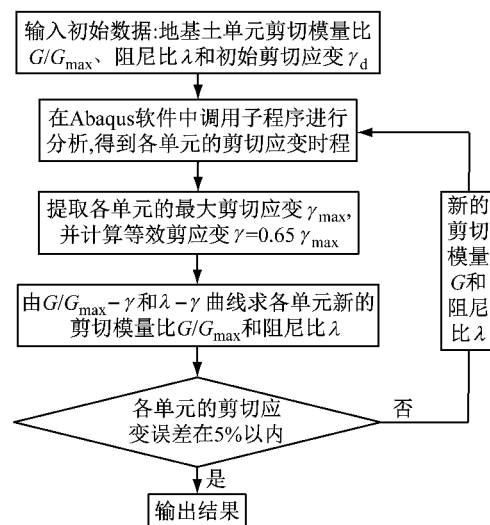 输入初始数据:地基土单元剪切模量比
G/Gmax、阻尼比λ和初始剪切应变γd
在Abaqus软件中调用子程序进行
分析,得到各单元的剪切应变时程
提取各单元的最大剪切应变γmax,
并计算等效剪应变γ=0.65γmax
由G/Gmax-γ和λ-γ曲线求各单元新的
剪切模量比G/Gmax和阻尼比λ
各单元的剪切应
变误差在5%以内
否
新的
剪切
模量
G和
阻尼
比λ
是
输出结果